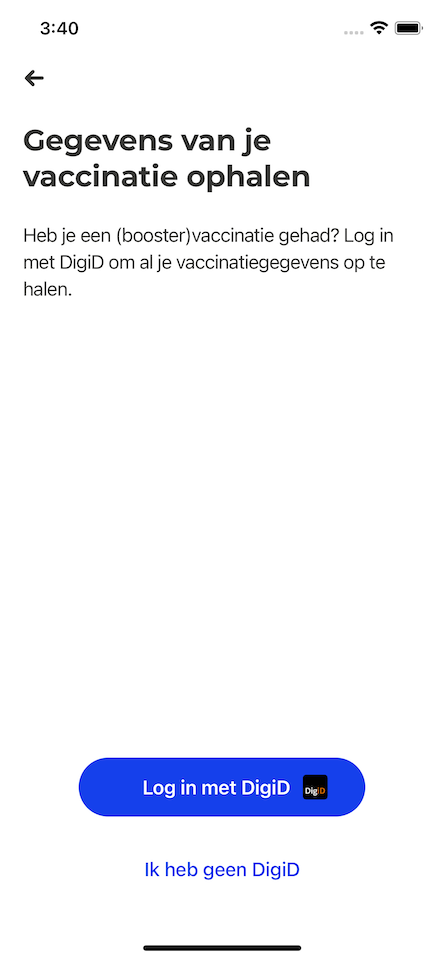 3:40
Gegevens van je
vaccinatie ophalen
Heb je een (booster)vaccinatie gehad? Log in
met DigiD om al je vaccinatiegegevens op te
halen.
Log in met DigiD DigiD
Ik heb geen DigiD